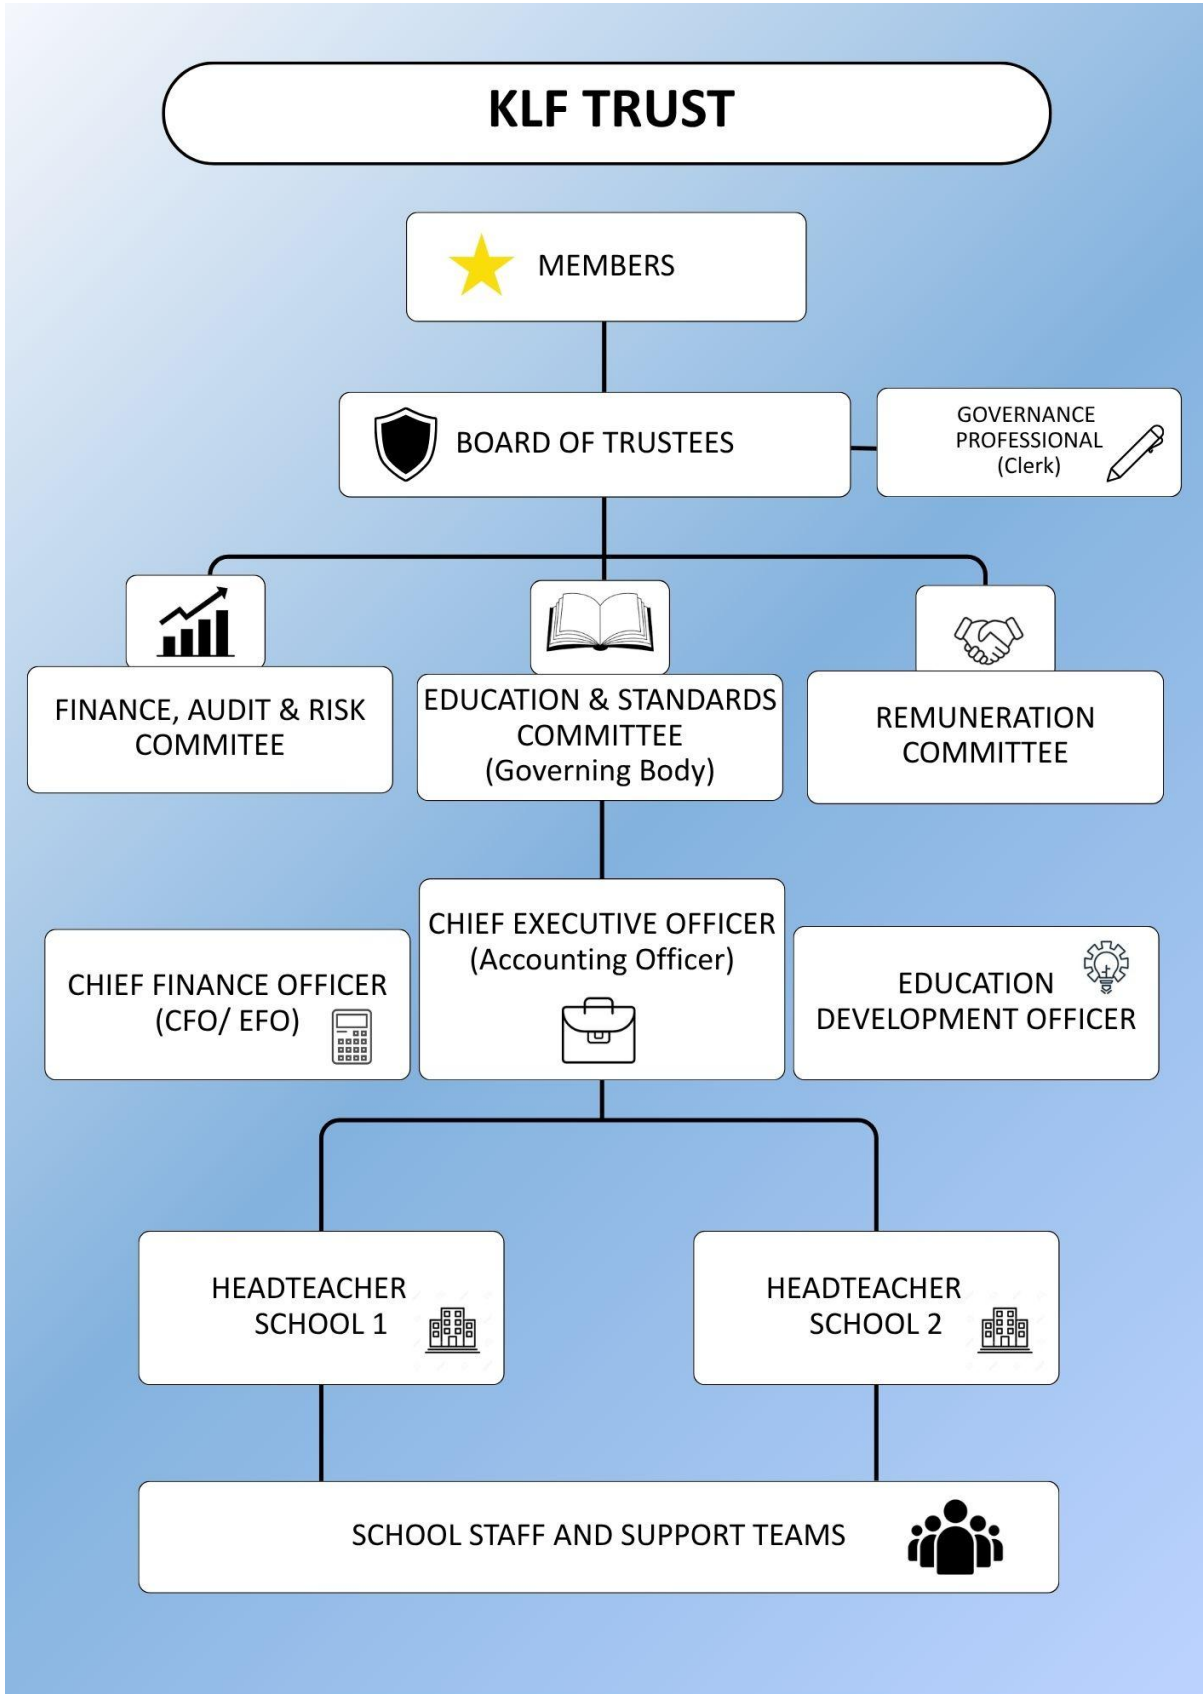 KLF TRUST
MEMBERS
BOARD OF TRUSTEES
GOVERNANCE
PROFESSIONAL
(Clerk)
FINANCE, AUDIT & RISK
COMMITEE
EDUCATION & STANDARDS
COMMITTEE
(Governing Body)
REMUNERATION
COMMITTEE
CHIEF FINANCE OFFICER
(CFO/ EFO)
CHIEF EXECUTIVE OFFICER
(Accounting Officer)
EDUCATION
DEVELOPMENT OFFICER
HEADTEACHER
SCHOOL 1
HEADTEACHER
SCHOOL 2
SCHOOL STAFF AND SUPPORT TEAMS